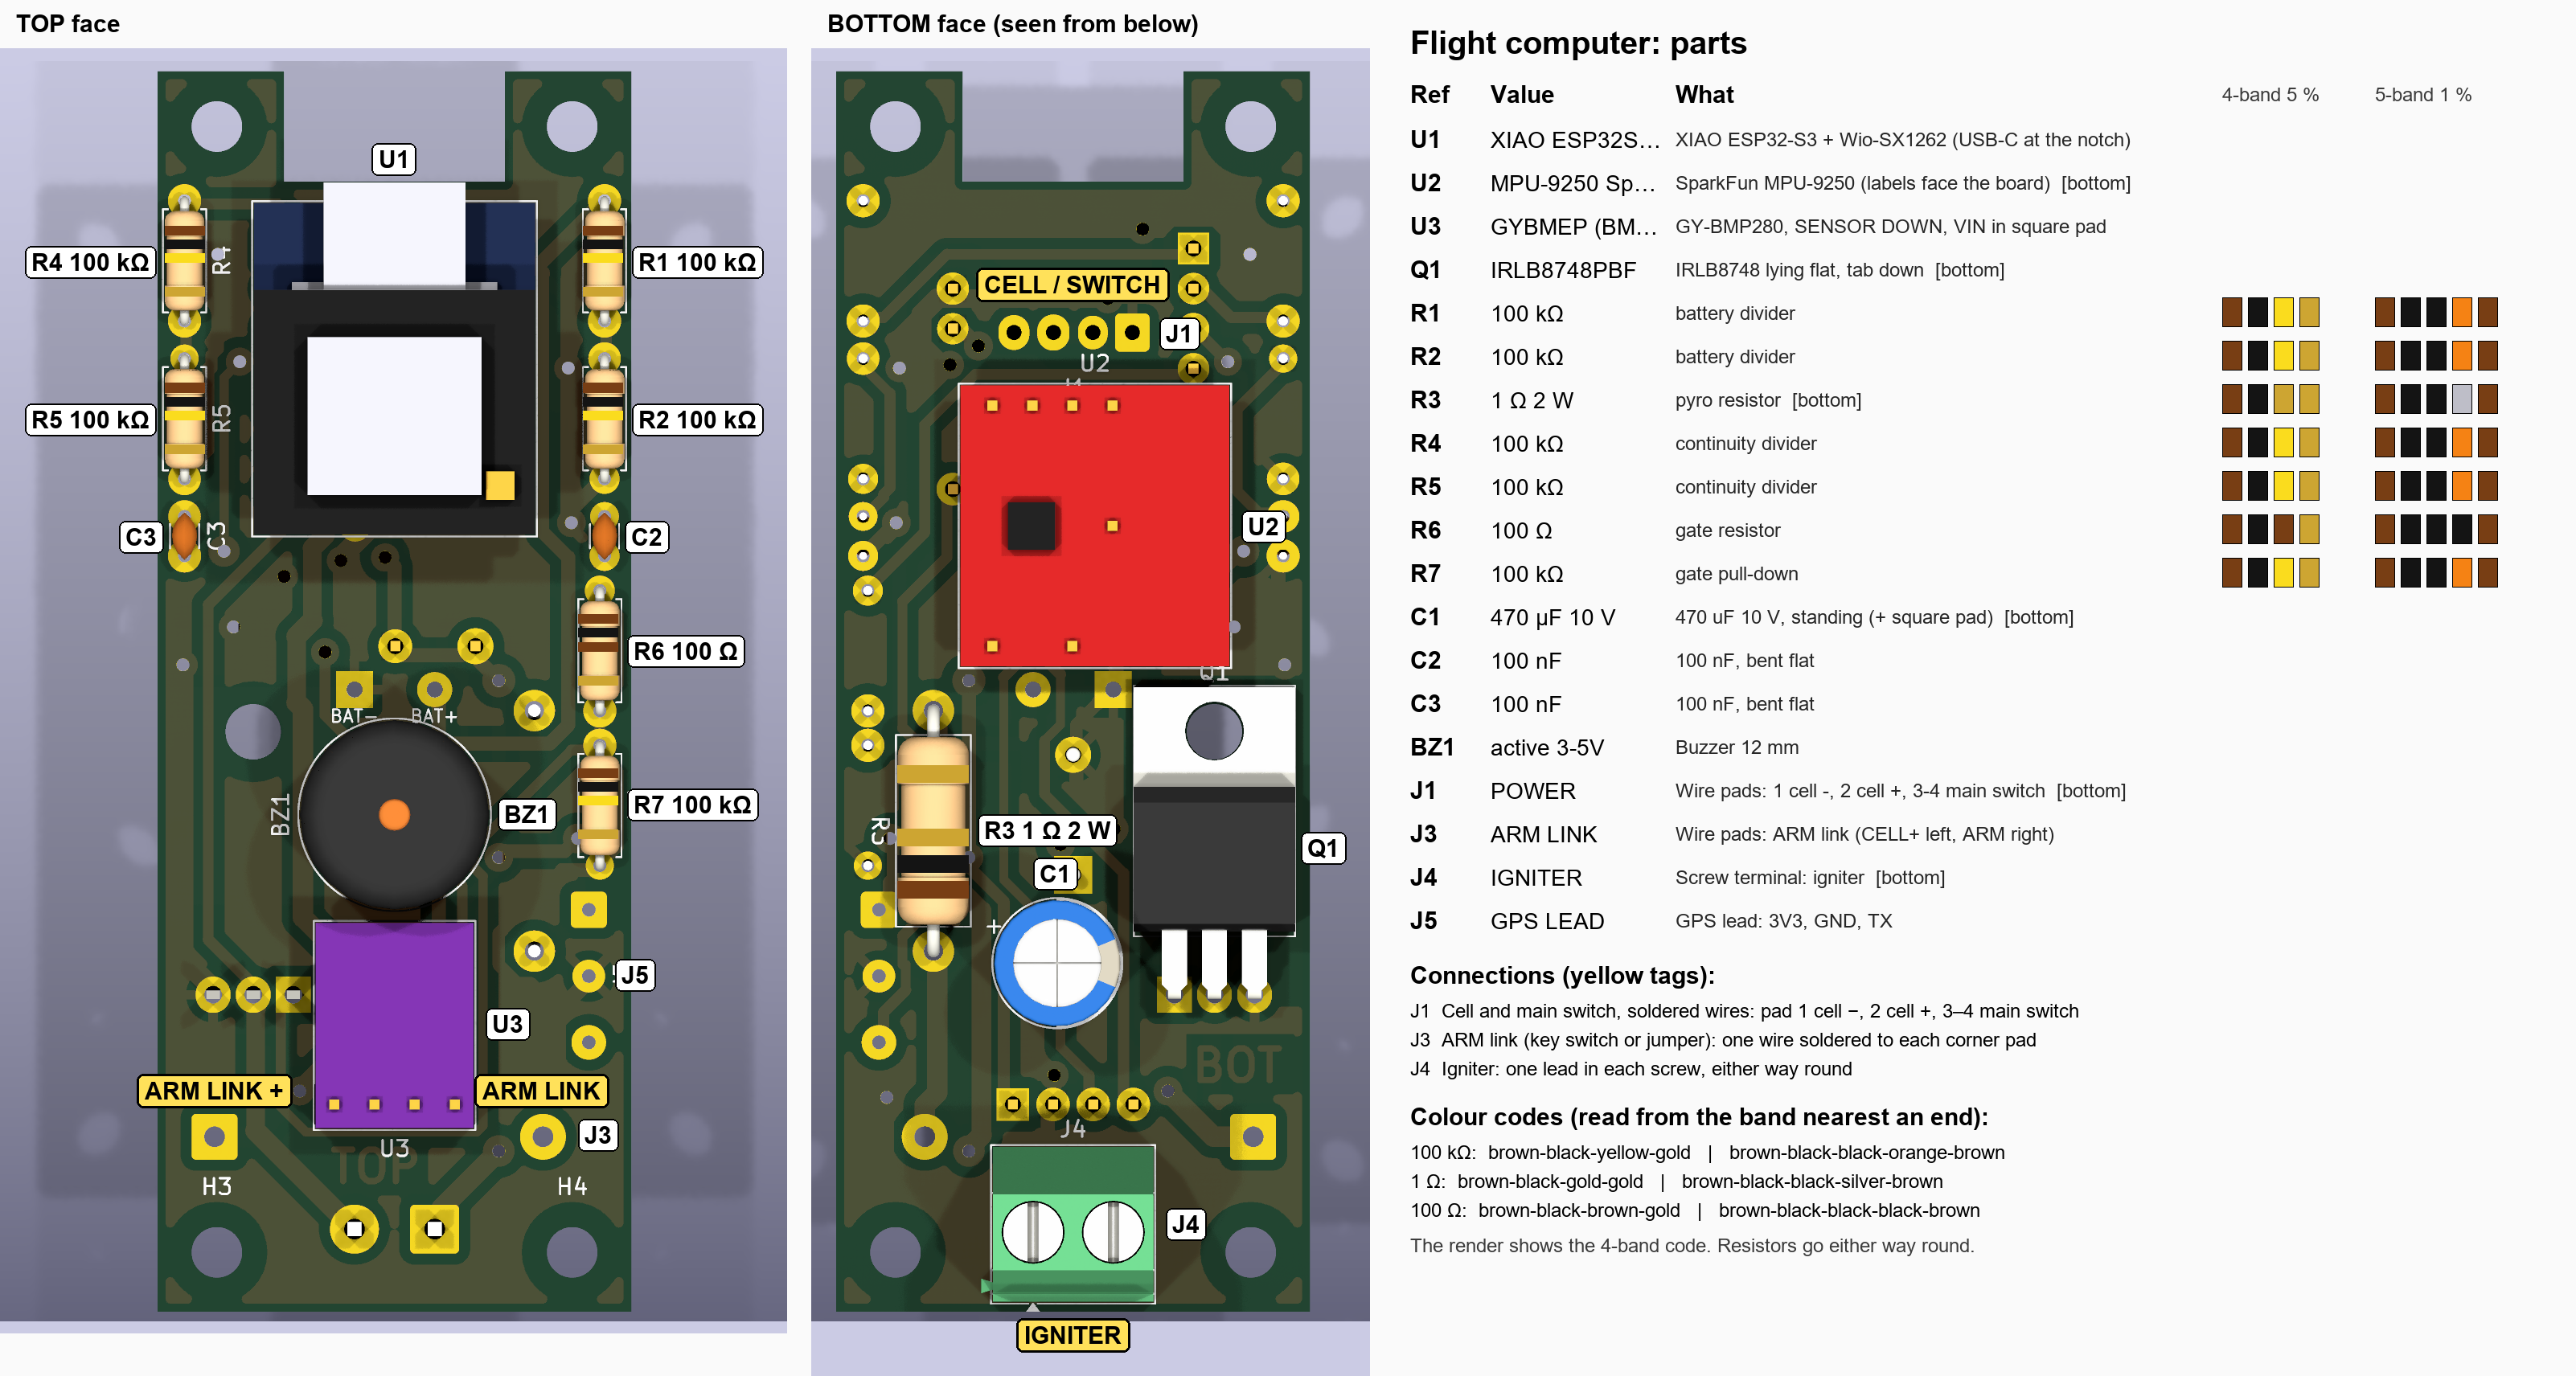 TOP face
U1
R4 100 kΩ
R4
R1 100 kΩ
R5 100 kΩ
R5
R2 100 kΩ
C3
C3
C2
R6 100 Ω
BAT-
BAT+
BZ1
BZ1
R7 100 kΩ
J5
U3
ARM LINK +
ARM LINK
J3
U3
TOP
H3
H4
BOTTOM face (seen from below)
CELL / SWITCH
J1
U2
U2
Q1
R3
R3 1 Ω 2 W
C1
+
Q1
BOT
J4
J4
IGNITER
Flight computer: parts
Ref Value What 4-band 5 % 5-band 1 %
U1 XIAO ESP32S... XIAO ESP32-S3 + Wio-SX1262 (USB-C at the notch)
U2 MPU-9250 Sp... SparkFun MPU-9250 (labels face the board) [bottom]
U3 GYBMEP (BM... GY-BMP280, SENSOR DOWN, VIN in square pad
Q1 IRLB8748PBF IRLB8748 lying flat, tab down [bottom]
R1 100 kΩ battery divider
R2 100 kΩ battery divider
R3 1 Ω 2 W pyro resistor [bottom]
R4 100 kΩ continuity divider
R5 100 kΩ continuity divider
R6 100 Ω gate resistor
R7 100 kΩ gate pull-down
C1 470 µF 10 V 470 uF 10 V, standing (+ square pad) [bottom]
C2 100 nF 100 nF, bent flat
C3 100 nF 100 nF, bent flat
BZ1 active 3-5V Buzzer 12 mm
J1 POWER Wire pads: 1 cell -, 2 cell +, 3-4 main switch [bottom]
J3 ARM LINK Wire pads: ARM link (CELL+ left, ARM right)
J4 IGNITER Screw terminal: igniter [bottom]
J5 GPS LEAD GPS lead: 3V3, GND, TX
Connections (yellow tags):
J1 Cell and main switch, soldered wires: pad 1 cell −, 2 cell +, 3–4 main switch
J3 ARM link (key switch or jumper): one wire soldered to each corner pad
J4 Igniter: one lead in each screw, either way round
Colour codes (read from the band nearest an end):
100 kΩ: brown-black-yellow-gold | brown-black-black-orange-brown
1 Ω: brown-black-gold-gold | brown-black-black-silver-brown
100 Ω: brown-black-brown-gold | brown-black-black-black-brown
The render shows the 4-band code. Resistors go either way round.